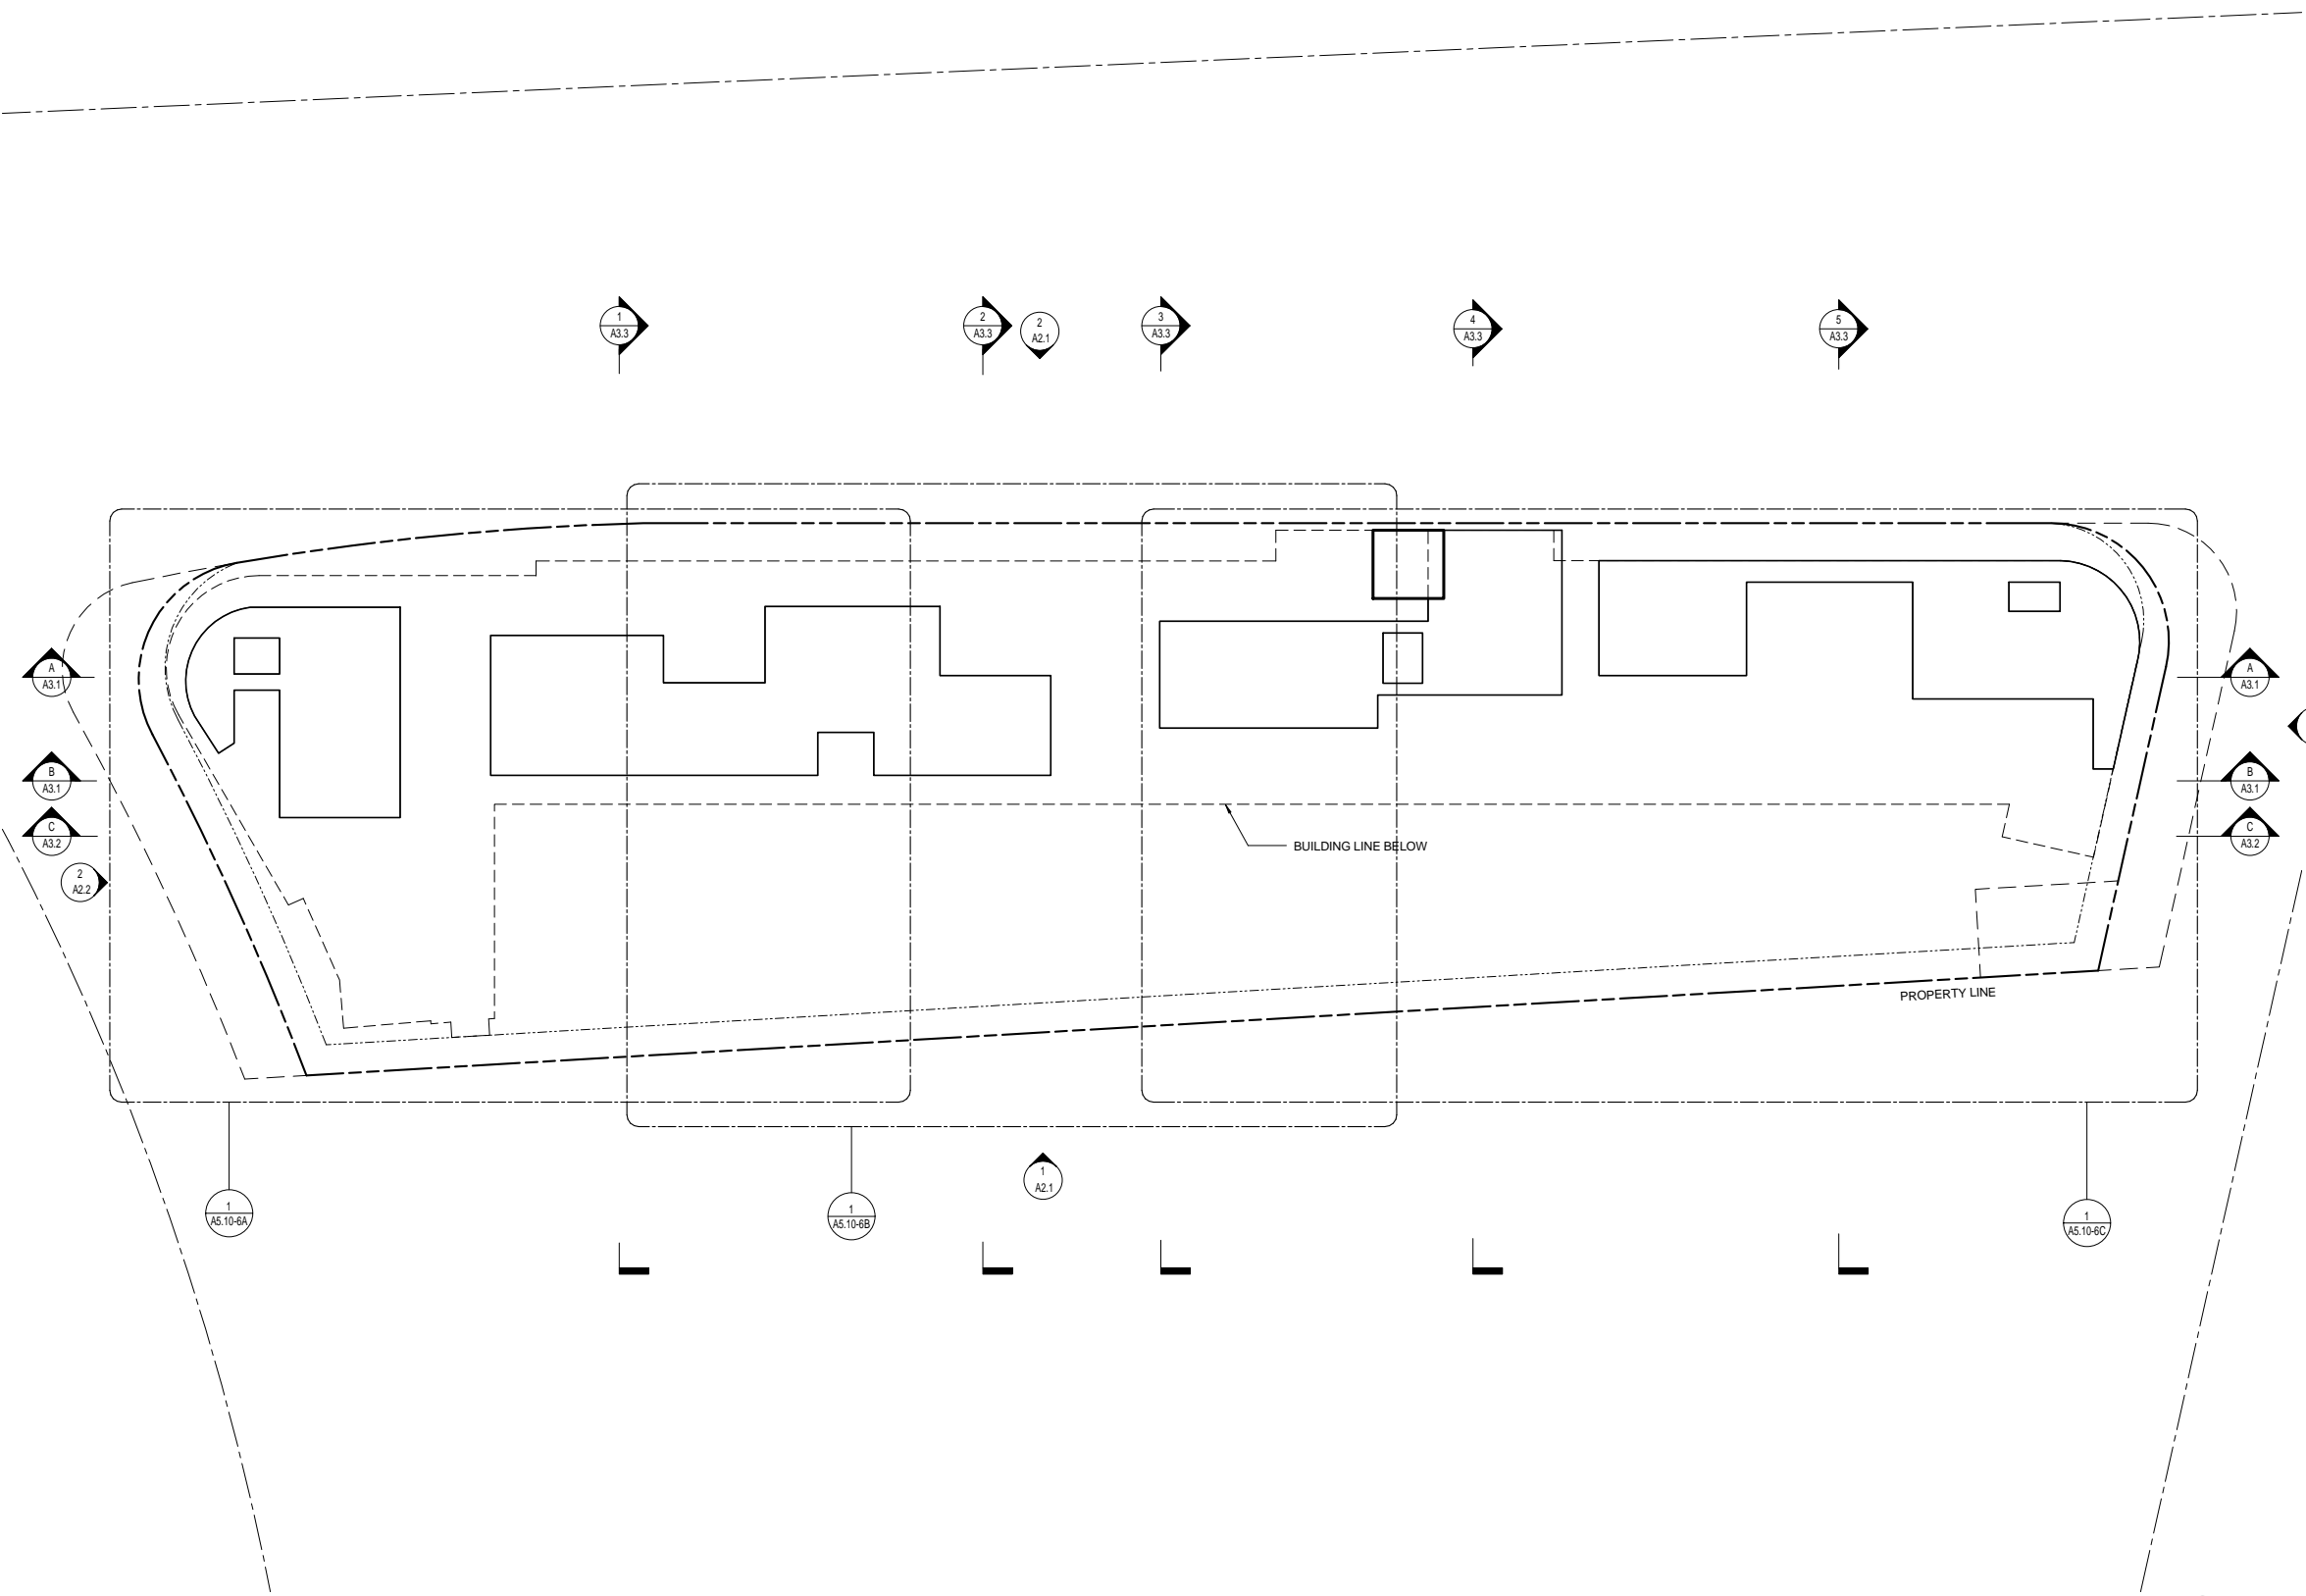 1
A3.3
2
A3.3
2
A2.1
3
A3.3
4
A3.3
5
A3.3
A
A3.1
A
A3.1
B
A3.1
B
A3.1
C
A3.2
C
A3.2
BUILDING LINE BELOW
2
A2.2
PROPERTY LINE
1
A2.1
1
A5.10-6A
1
A5.10-6B
1
A5.10-6C